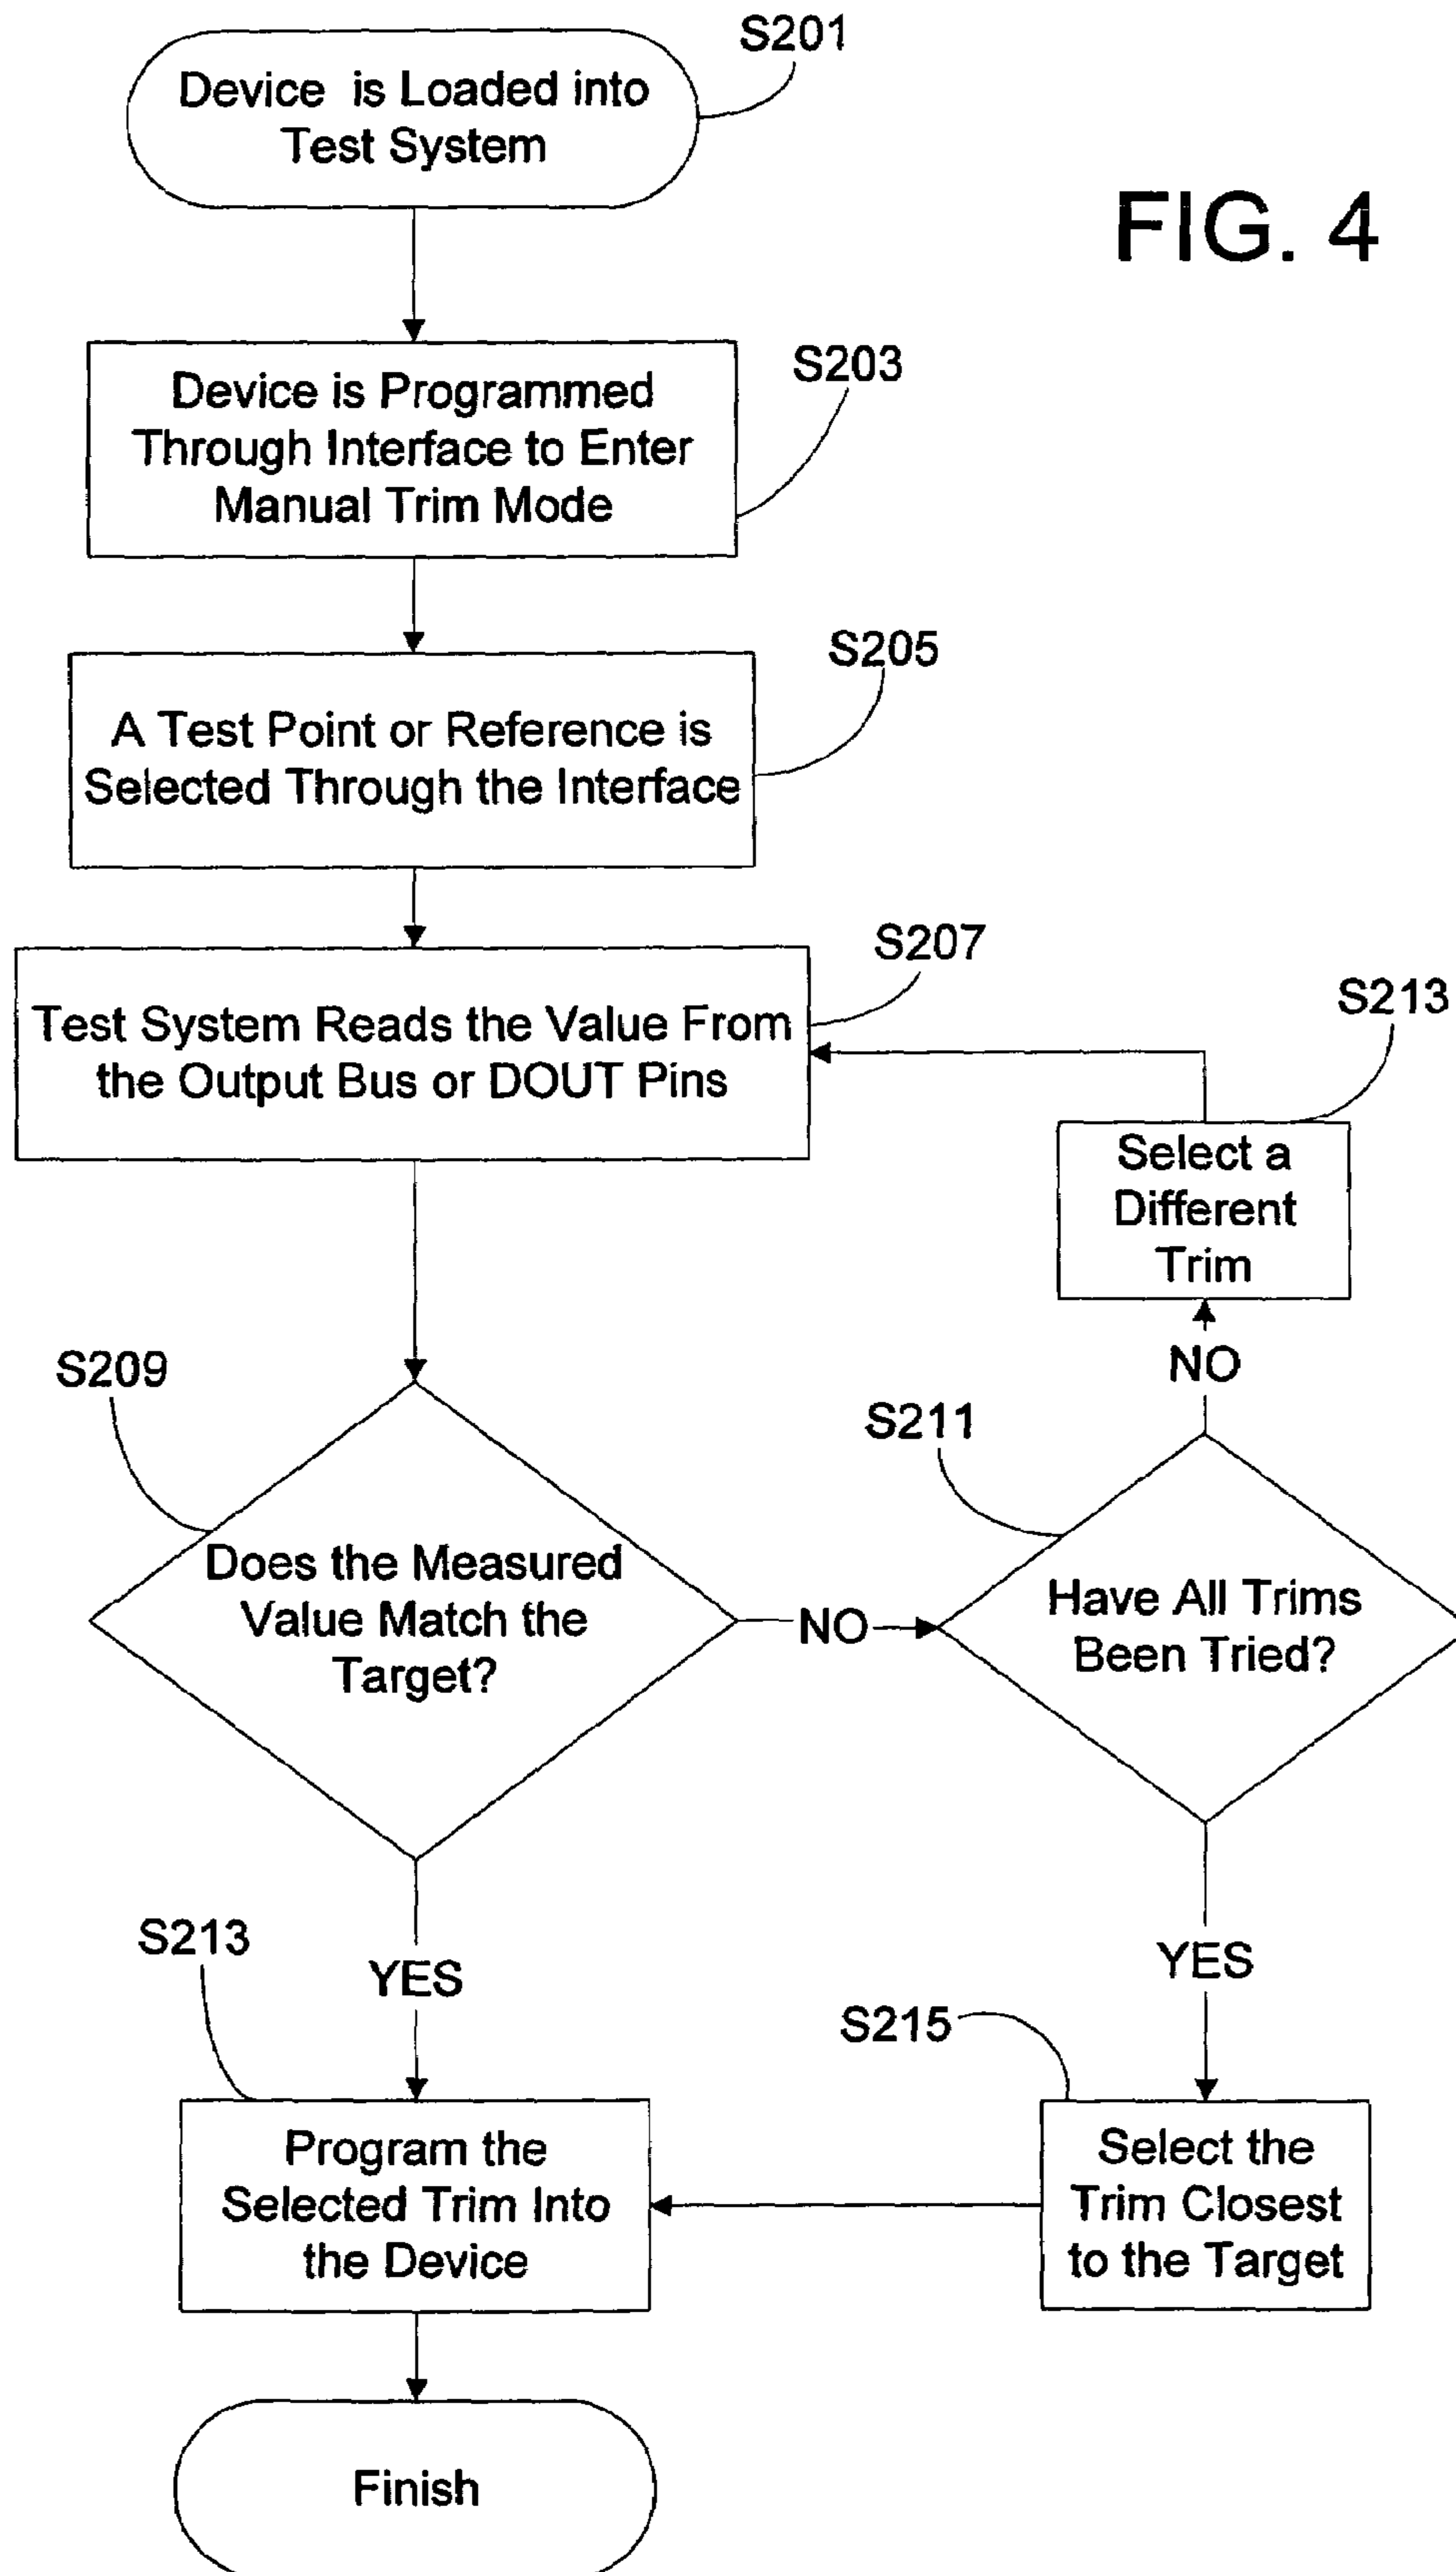 S201
Device is Loaded into
Test System
FIG. 4
S203
Device is Programmed
Through Interface to Enter
Manual Trim Mode
S205
A Test Point or Reference is
Selected Through the Interface
S207
Test System Reads the Value From
the Output Bus or DOUT Pins
S213
Select a
Different
Trim
NO
S209
S211
Does the Measured
Value Match the
Target?
NO
Have All Trims
Been Tried?
S213
YES
YES
S215
Program the
Selected Trim Into
the Device
Select the
Trim Closest
to the Target
Finish